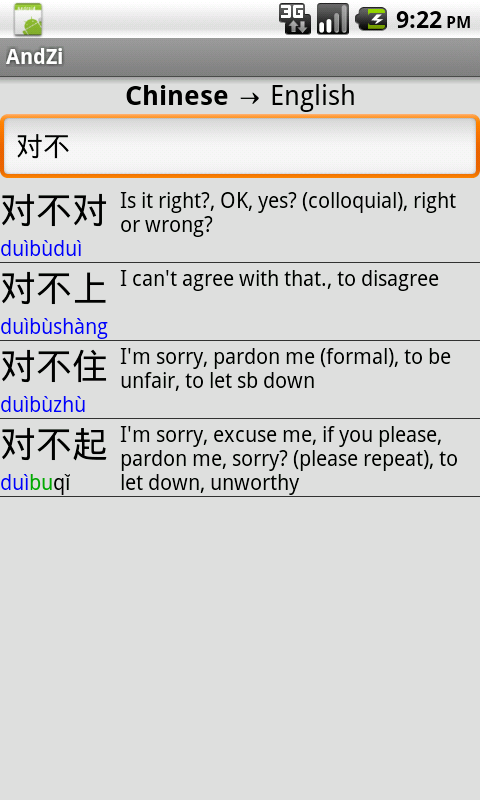 3G 9:22 PM
AndZi
Chinese → English
对不
对不对 Is it right?, OK, yes? (colloquial), right
or wrong?
duìbùduì
对不上 I can't agree with that., to disagree
duìbùshàng
对不住 I'm sorry, pardon me (formal), to be
unfair, to let sb down
duìbùzhù
对不起 I'm sorry, excuse me, if you please,
pardon me, sorry? (please repeat), to
duìbuqǐ let down, unworthy